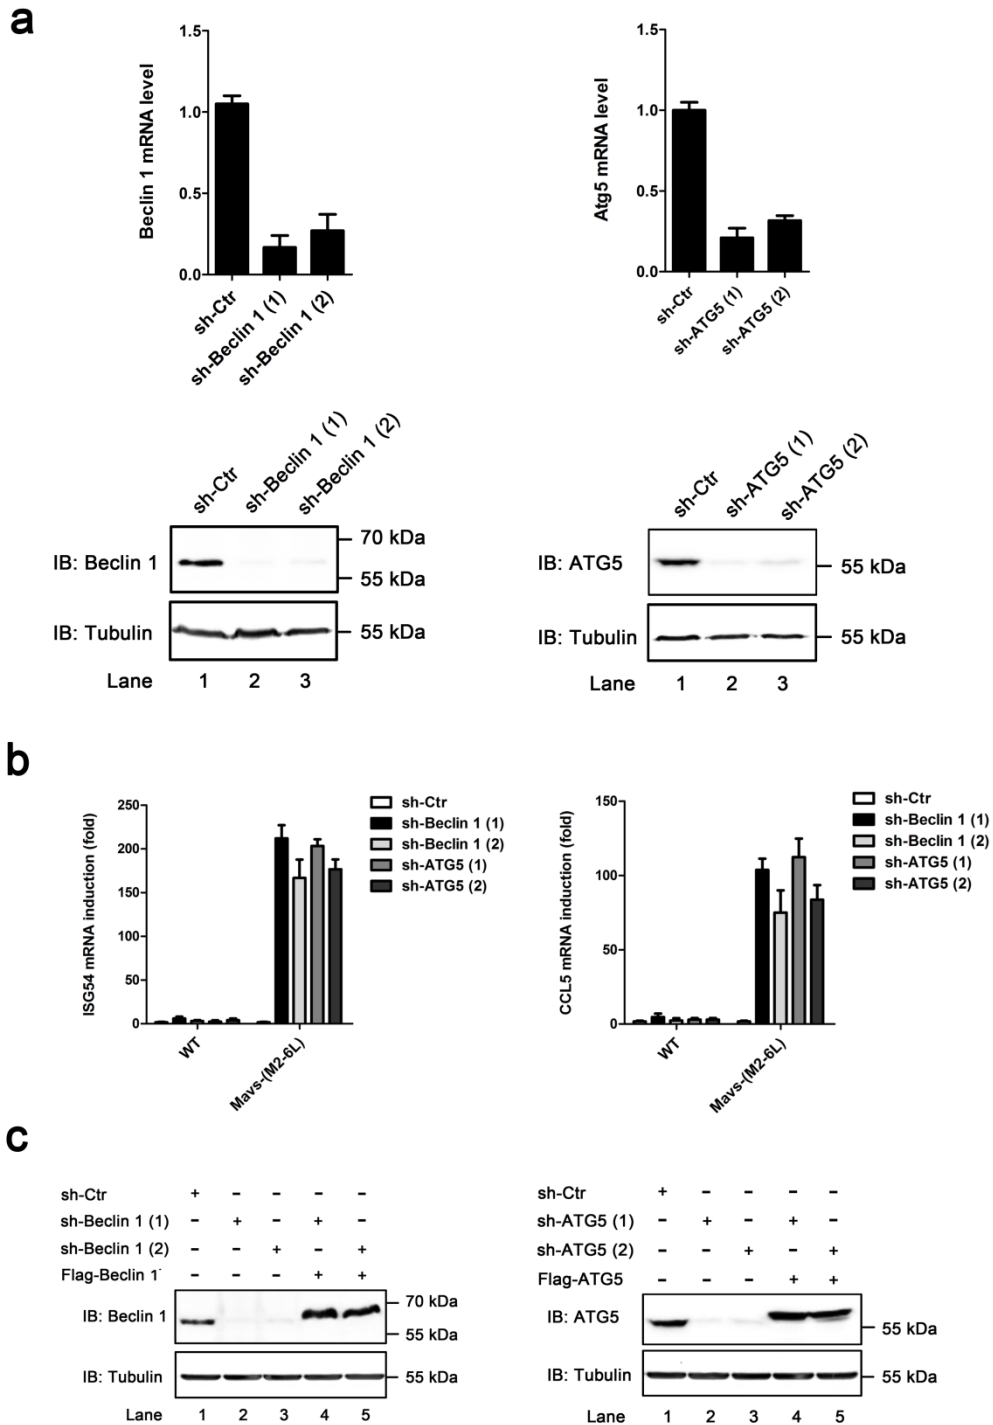 a
Beclin 1 mRNA level
1.5
1.0
0.5
0.0
sh-Ctr
sh-Beclin 1 (1)
sh-Beclin 1 (2)
Atg5 mRNA level
1.5
1.0
0.5
0.0
sh-Ctr
sh-ATG5 (1)
sh-ATG5 (2)
sh-Ctr
sh-Beclin 1 (1)
sh-Beclin 1 (2)
IB: Beclin 1
70 kDa
55 kDa
IB: Tubulin
55 kDa
Lane 1 2 3
sh-Ctr
sh-ATG5 (1)
sh-ATG5 (2)
IB: ATG5
55 kDa
IB: Tubulin
55 kDa
Lane 1 2 3
b
ISG54 mRNA induction (fold)
250
200
150
100
50
0
WT
Mavs-(M2-6L)
sh-Ctr
sh-Beclin 1 (1)
sh-Beclin 1 (2)
sh-ATG5 (1)
sh-ATG5 (2)
CCL5 mRNA induction (fold)
150
100
50
0
WT
Mavs-(M2-6L)
sh-Ctr
sh-Beclin 1 (1)
sh-Beclin 1 (2)
sh-ATG5 (1)
sh-ATG5 (2)
c
sh-Ctr + – – – –
sh-Beclin 1 (1) – + – + –
sh-Beclin 1 (2) – – + – +
Flag-Beclin 1 – – – + +
IB: Beclin 1
70 kDa
55 kDa
IB: Tubulin
55 kDa
Lane 1 2 3 4 5
sh-Ctr + – – – –
sh-ATG5 (1) – + – + –
sh-ATG5 (2) – – + – +
Flag-ATG5 – – – + +
IB: ATG5
55 kDa
IB: Tubulin
55 kDa
Lane 1 2 3 4 5